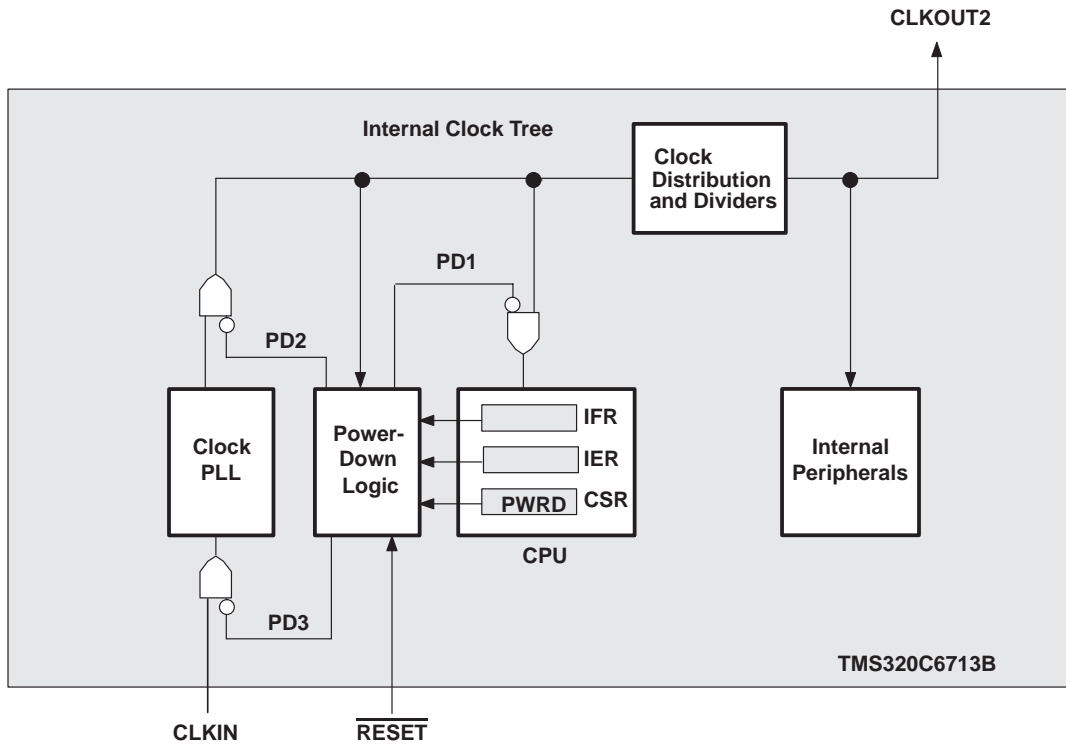 CLKOUT2
Internal Clock Tree
Clock
Distribution
and Dividers
PD1
PD2
Clock
PLL
Power-
Down
Logic
IFR
IER
PWRD CSR
CPU
Internal
Peripherals
PD3
TMS320C6713B
CLKIN
RESET